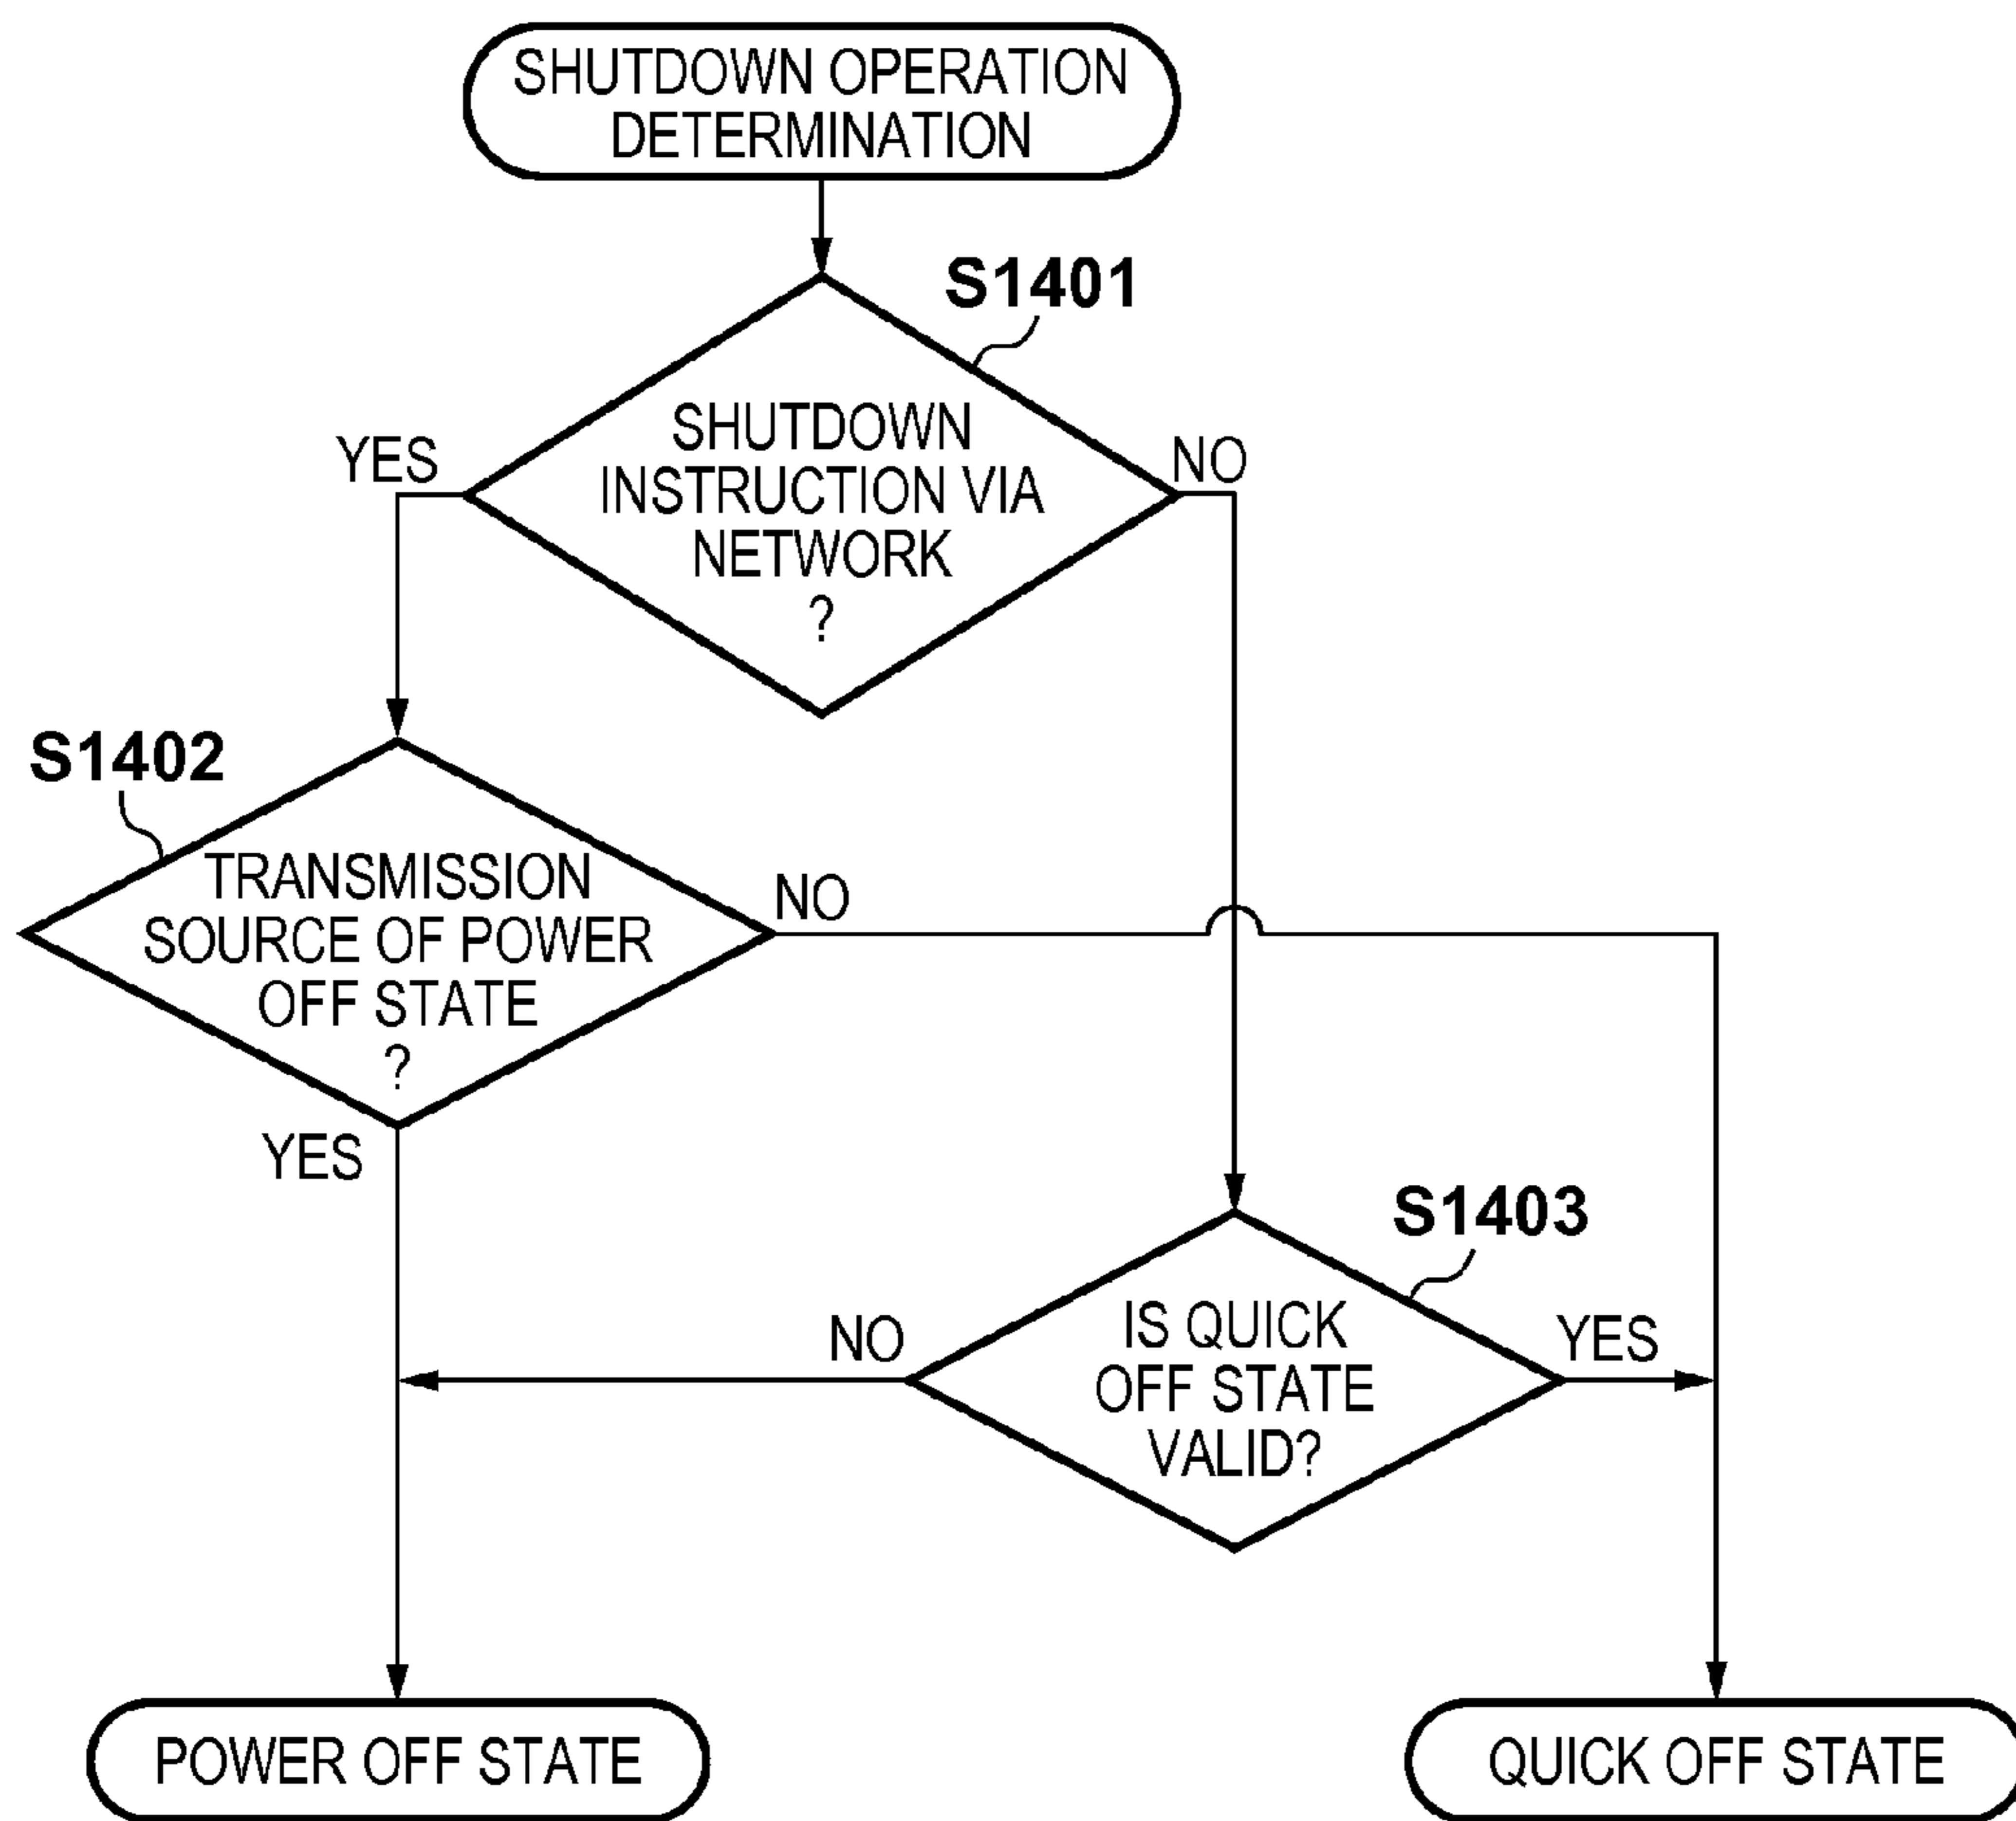 SHUTDOWN OPERATION
DETERMINATION
S1401
SHUTDOWN
INSTRUCTION VIA
NETWORK
?
YES
NO
S1402
TRANSMISSION
SOURCE OF POWER
OFF STATE
?
NO
YES
S1403
IS QUICK
OFF STATE
VALID?
NO
YES
POWER OFF STATE
QUICK OFF STATE